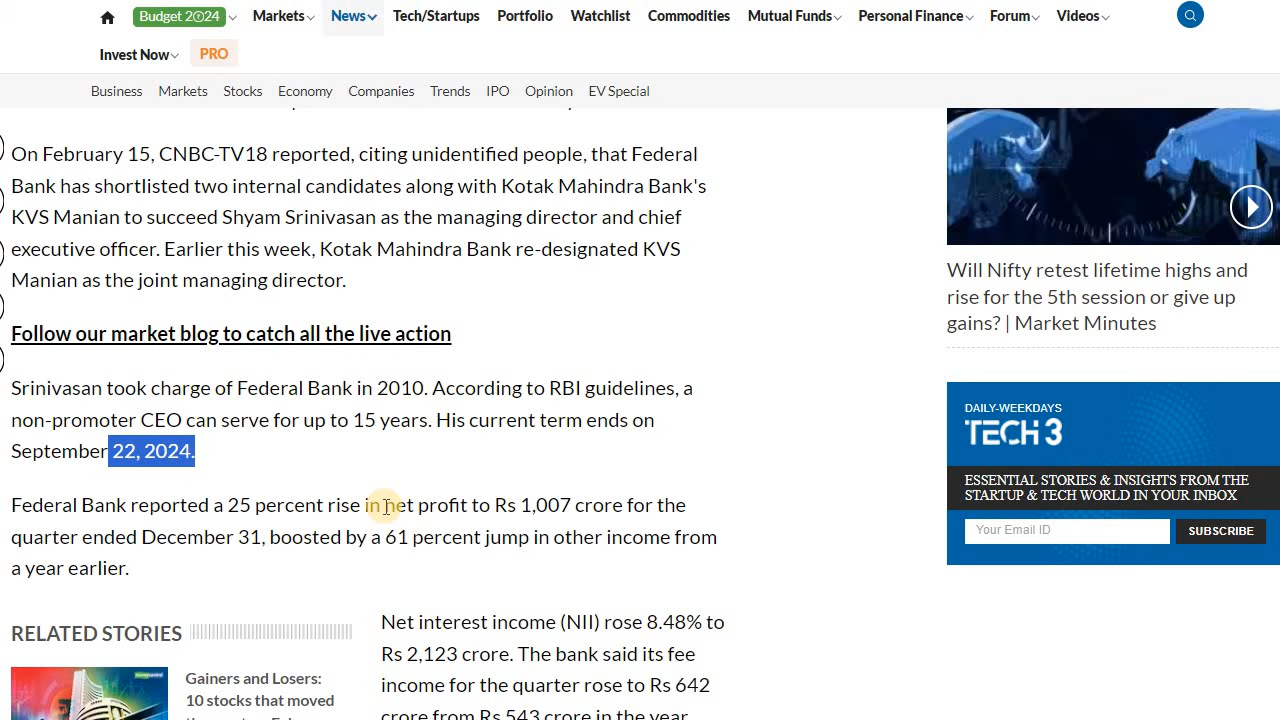 Budget 2024 Markets News Tech/Startups Portfolio Watchlist Commodities Mutual Funds Personal Finance Forum Videos
Invest Now PRO
Business Markets Stocks Economy Companies Trends IPO Opinion EV Special
On February 15, CNBC-TV18 reported, citing unidentified people, that Federal
Bank has shortlisted two internal candidates along with Kotak Mahindra Bank's
KVS Manian to succeed Shyam Srinivasan as the managing director and chief
executive officer. Earlier this week, Kotak Mahindra Bank re-designated KVS
Manian as the joint managing director.
Follow our market blog to catch all the live action
Srinivasan took charge of Federal Bank in 2010. According to RBI guidelines, a
non-promoter CEO can serve for up to 15 years. His current term ends on
September 22, 2024.
Federal Bank reported a 25 percent rise in net profit to Rs 1,007 crore for the
quarter ended December 31, boosted by a 61 percent jump in other income from
a year earlier.
RELATED STORIES
Gainers and Losers:
10 stocks that moved
Net interest income (NII) rose 8.48% to
Rs 2,123 crore. The bank said its fee
income for the quarter rose to Rs 642
crore from Rs 543 crore in the year
Will Nifty retest lifetime highs and
rise for the 5th session or give up
gains? | Market Minutes
DAILY-WEEKDAYS
TECH 3
ESSENTIAL STORIES & INSIGHTS FROM THE
STARTUP & TECH WORLD IN YOUR INBOX
Your Email ID SUBSCRIBE